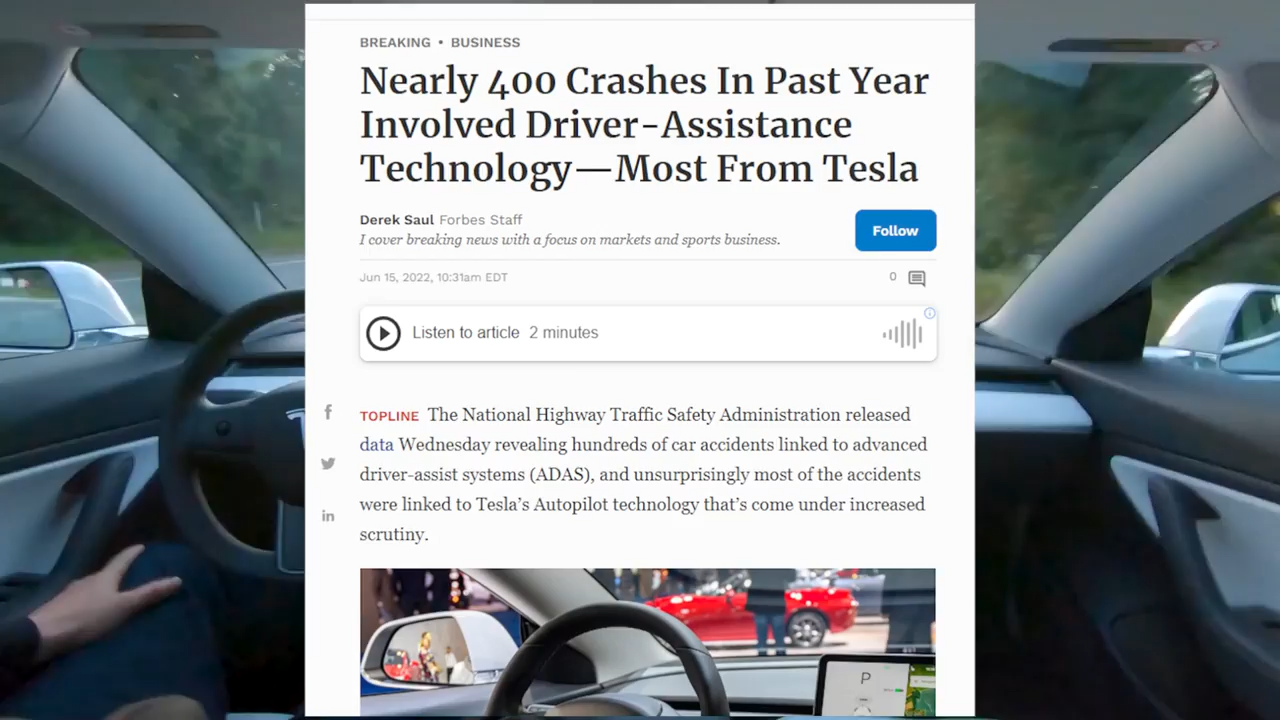 BREAKING • BUSINESS
Nearly 400 Crashes In Past Year
Involved Driver-Assistance
Technology—Most From Tesla
Derek Saul Forbes Staff
Follow
I cover breaking news with a focus on markets and sports business.
Jun 15, 2022, 10:31am EDT
0
Listen to article 2 minutes
TOPLINE The National Highway Traffic Safety Administration released
data Wednesday revealing hundreds of car accidents linked to advanced
driver-assist systems (ADAS), and unsurprisingly most of the accidents
were linked to Tesla's Autopilot technology that's come under increased
scrutiny.
P